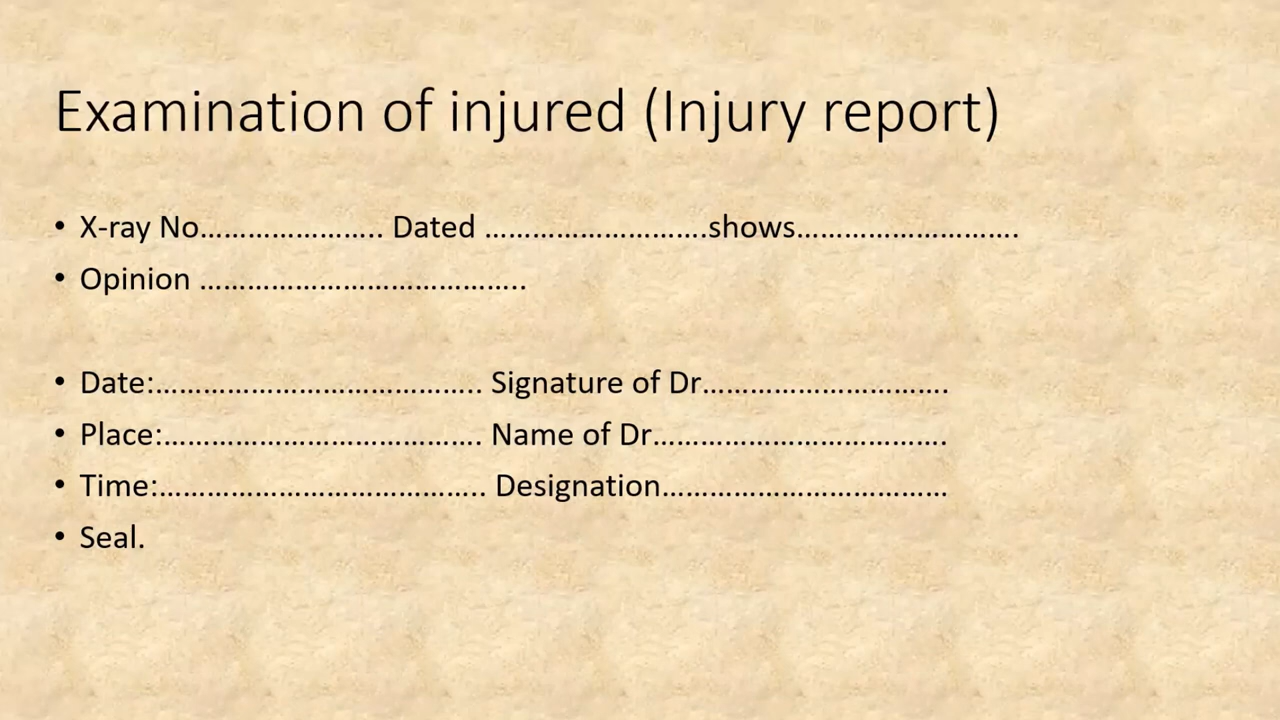 Examination of injured (Injury report)
• X-ray No………………….. Dated ……………………….shows……………………….
• Opinion …………………………………..
• Date:………………………………….. Signature of Dr………………………….
• Place:…………………………………. Name of Dr……………………………….
• Time:………………………………….. Designation………………………………
• Seal.